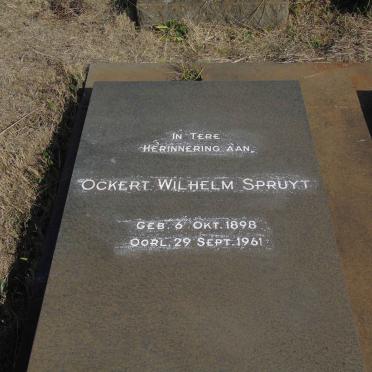 IN TERE
HERINNERING AAN
OCKERT WILHELM SPRUYT
GEB. 6 OKT. 1898
OORL. 29 SEPT. 1961